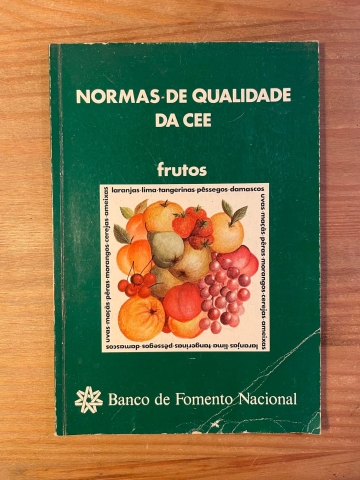 NORMAS-DE QUALIDADE
DA CEE
frutos
laranjas·lima·tangerinas·pêssegos damascos
uvas·maçãs·pêras·morangos·cerejas·ameixas
uvas·maçãs·pêras·morangos·cerejas·ameixas
laranjas lima tangerinas pêssegos·damascos
Banco de Fomento Nacional